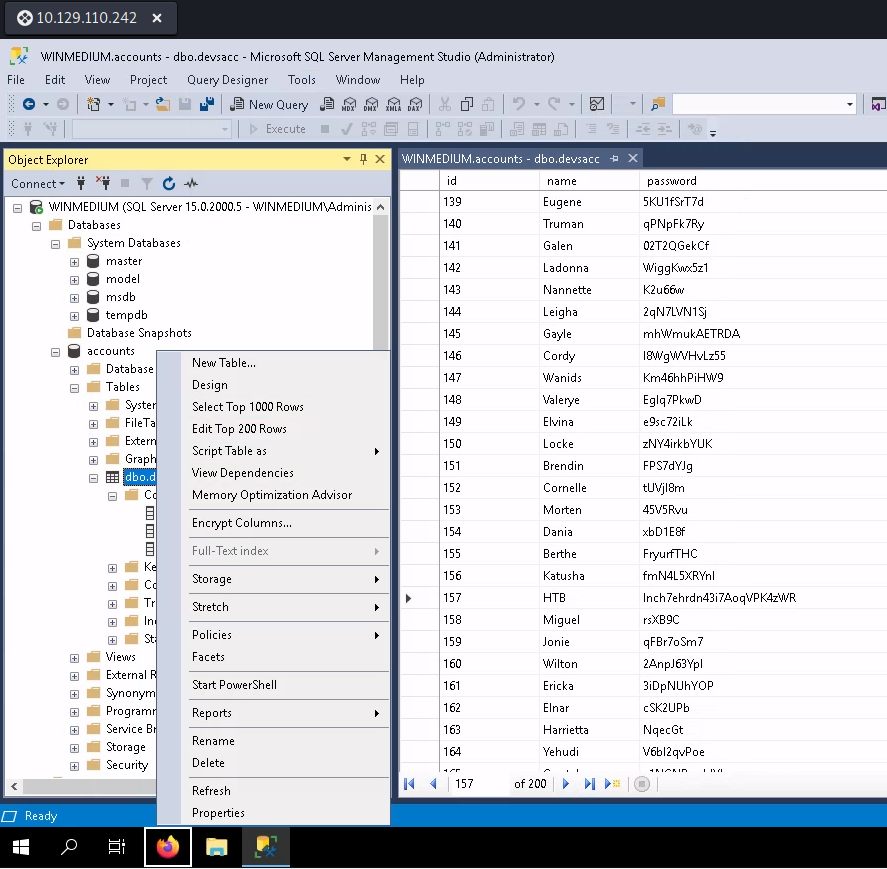 10.129.110.242
WINMEDIUM.accounts - dbo.devsacc - Microsoft SQL Server Management Studio (Administrator)
File Edit View Project Query Designer Tools Window Help
New Query MDX DMX XMLA DAX
Execute
Object Explorer
Connect
WINMEDIUM (SQL Server 15.0.2000.5 - WINMEDIUM\Adminis
Databases
System Databases
master
model
msdb
tempdb
Database Snapshots
accounts
Database
Tables
System
FileTa
Extern
Graph
dbo.d
Co
Ke
Co
Tr
Inc
Sta
Views
External R
Synonym
Programm
Service Br
Storage
Security
New Table...
Design
Select Top 1000 Rows
Edit Top 200 Rows
Script Table as
View Dependencies
Memory Optimization Advisor
Encrypt Columns...
Full-Text index
Storage
Stretch
Policies
Facets
Start PowerShell
Reports
Rename
Delete
Refresh
Properties
WINMEDIUM.accounts - dbo.devsacc
id name password
139 Eugene 5KU1fSrT7d
140 Truman qPNpFk7Ry
141 Galen 02T2QGekCf
142 Ladonna WiggKwx5z1
143 Nannette K2u66w
144 Leigha 2qN7LVN1Sj
145 Gayle mhWmukAETRDA
146 Cordy l8WgWVHvLz55
147 Wanids Km46hhPiHW9
148 Valerye EgIq7PkwD
149 Elvina e9sc72iLk
150 Locke zNY4irkbYUK
151 Brendin FPS7dYJg
152 Cornelle tUVjI8m
153 Morten 45V5Rvu
154 Dania xbD1E8f
155 Berthe FryurfTHC
156 Katusha fmN4L5XRYnI
157 HTB lnch7ehrdn43i7AoqVPK4zWR
158 Miguel rsXB9C
159 Jonie qFBr7oSm7
160 Wilton 2AnpJ63YpI
161 Ericka 3iDpNUhYOP
162 Elnar cSK2UPb
163 Harrietta NqecGt
164 Yehudi V6bI2qvPoe
157 of 200
Ready